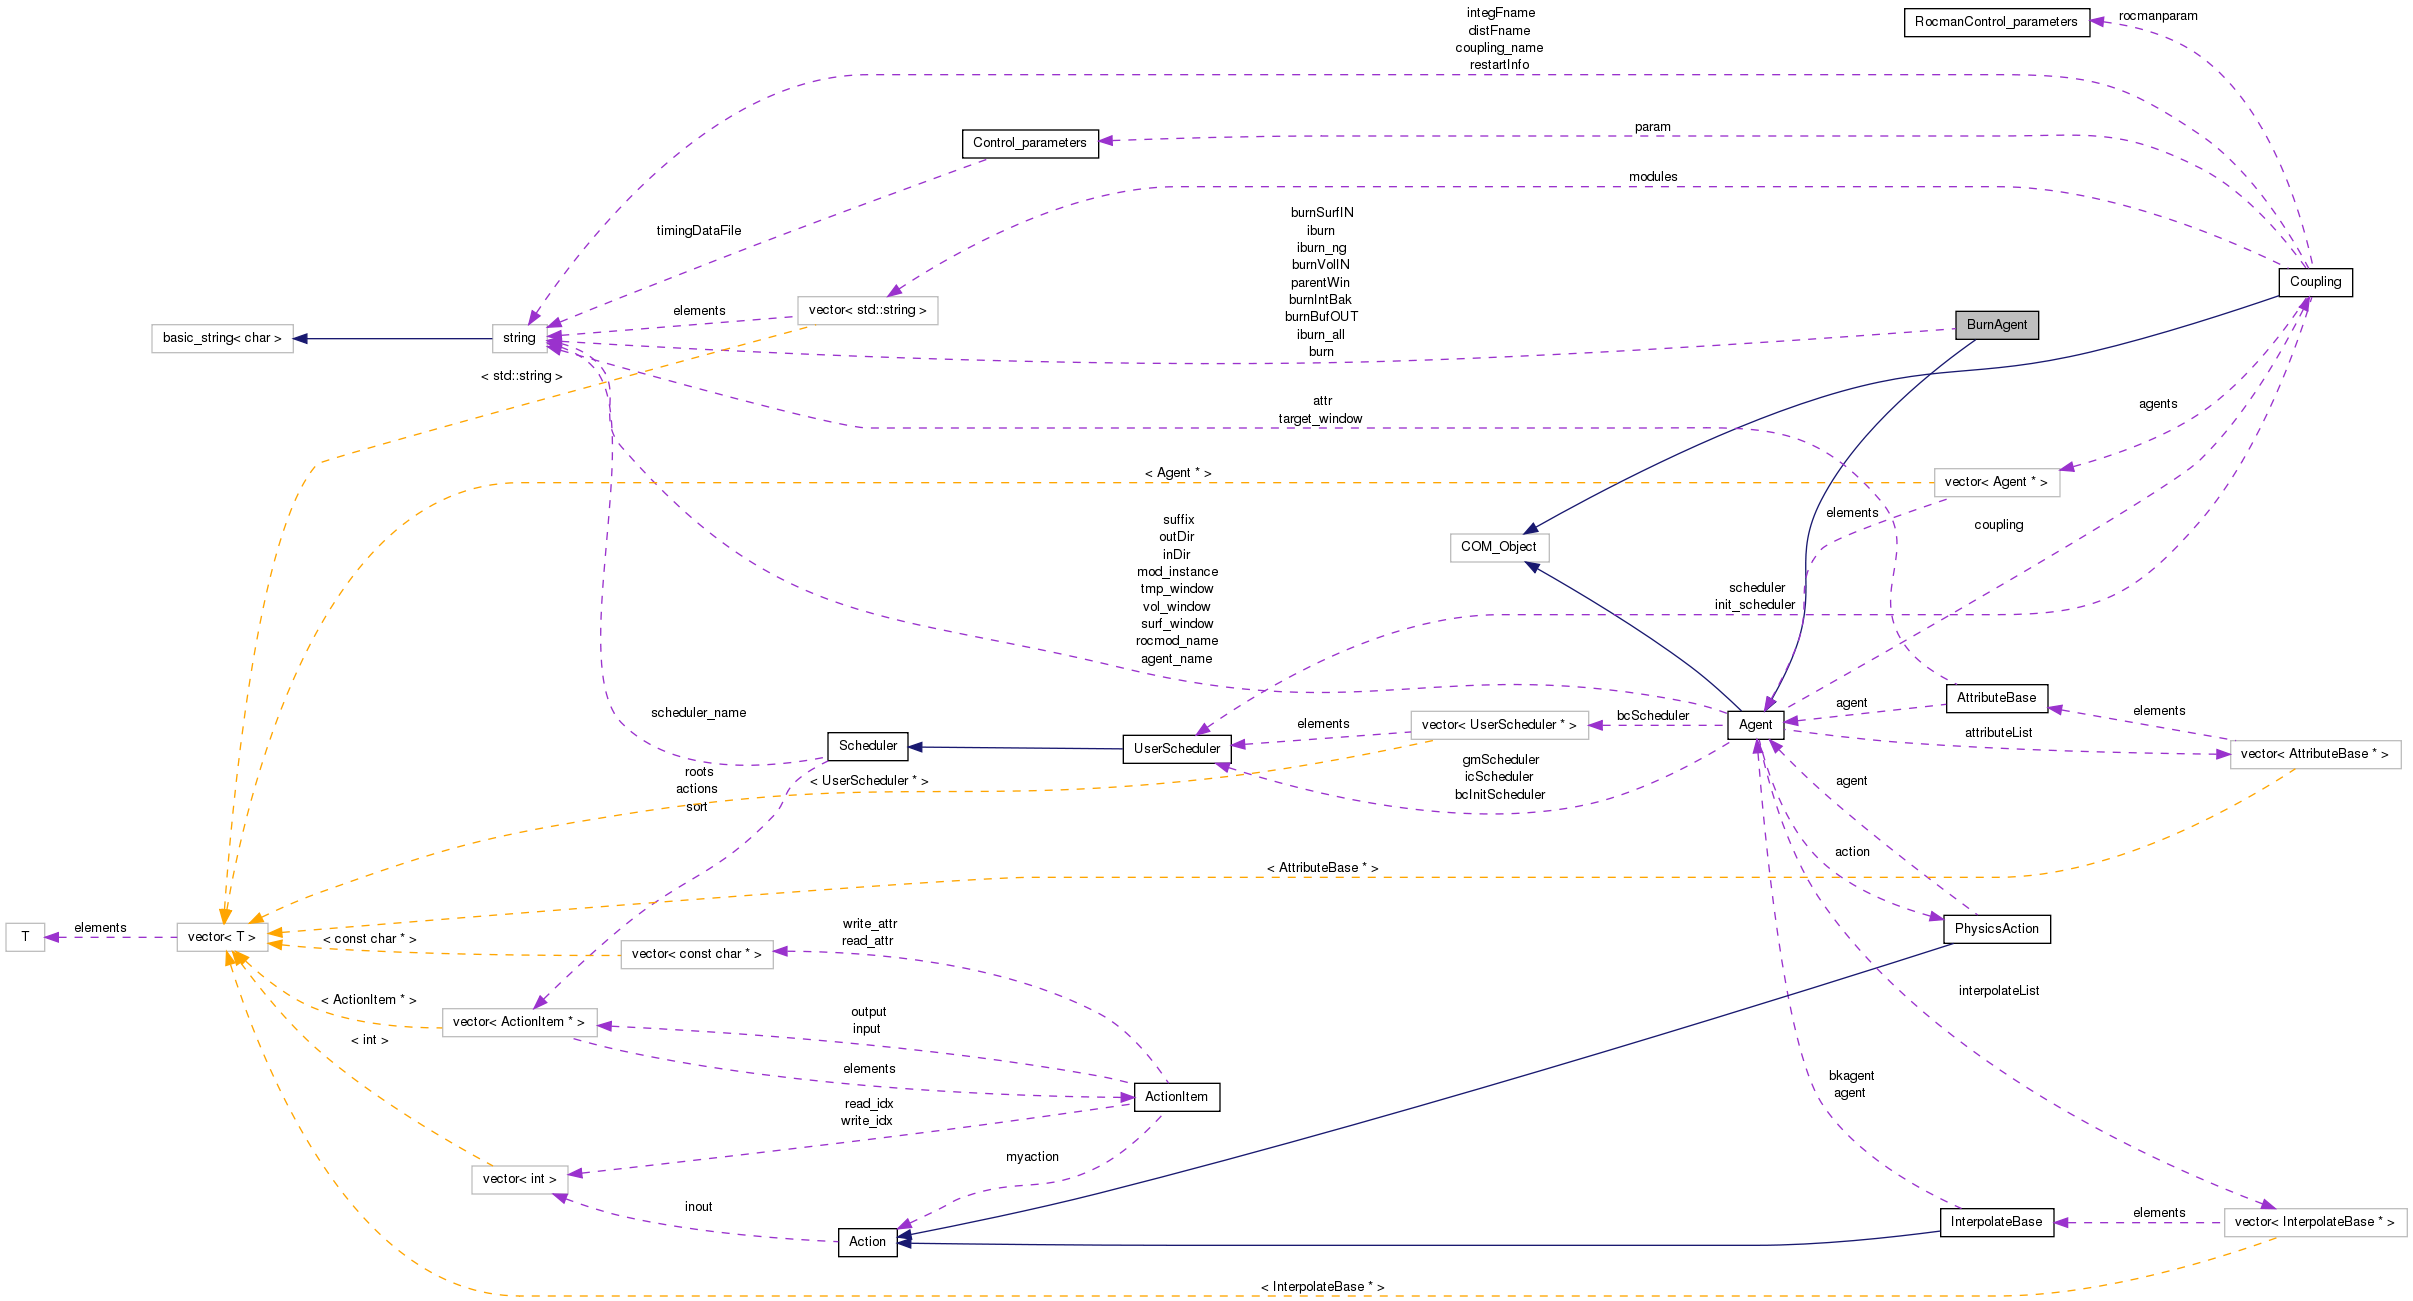 integFname
distFname
coupling_name
restartInfo
RocmanControl_parameters
rocmanparam
param
Control_parameters
modules
timingDataFile
burnSurfIN
iburn
iburn_ng
burnVolIN
parentWin
burnIntBak
burnBufOUT
iburn_all
burn
Coupling
vector< std::string >
elements
BurnAgent
basic_string< char >
string
< std::string >
attr
target_window
agents
< Agent * >
vector< Agent * >
elements
coupling
suffix
outDir
inDir
mod_instance
tmp_window
vol_window
surf_window
rocmod_name
agent_name
COM_Object
scheduler
init_scheduler
scheduler_name
Scheduler
UserScheduler
elements
vector< UserScheduler * >
bcScheduler
Agent
agent
AttributeBase
elements
attributeList
vector< AttributeBase * >
roots
actions
sort
< UserScheduler * >
gmScheduler
icScheduler
bcInitScheduler
agent
action
< AttributeBase * >
T
elements
vector< T >
< const char * >
write_attr
read_attr
vector< const char * >
PhysicsAction
< ActionItem * >
vector< ActionItem * >
output
input
interpolateList
< int >
elements
ActionItem
bkagent
agent
read_idx
write_idx
myaction
vector< int >
inout
Action
InterpolateBase
elements
vector< InterpolateBase * >
< InterpolateBase * >